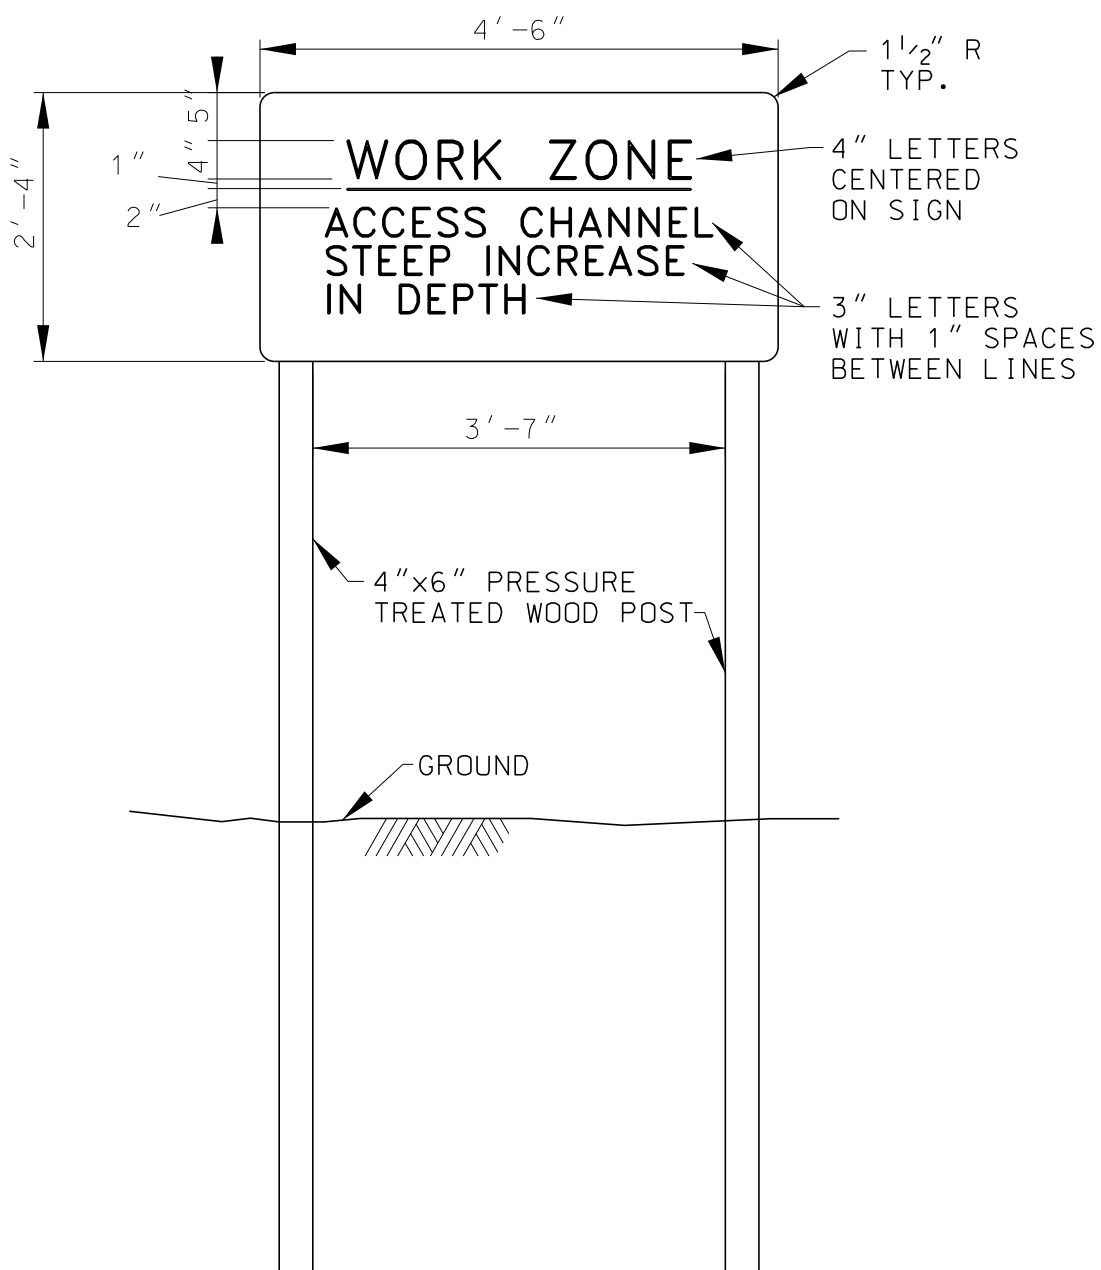 4'-6"
1 1/2" R
TYP.
5"
4"
1"
2"
2'-4"
WORK ZONE
4" LETTERS
CENTERED
ON SIGN
ACCESS CHANNEL
STEEP INCREASE
IN DEPTH
3" LETTERS
WITH 1" SPACES
BETWEEN LINES
3'-7"
4"x6" PRESSURE
TREATED WOOD POST
GROUND